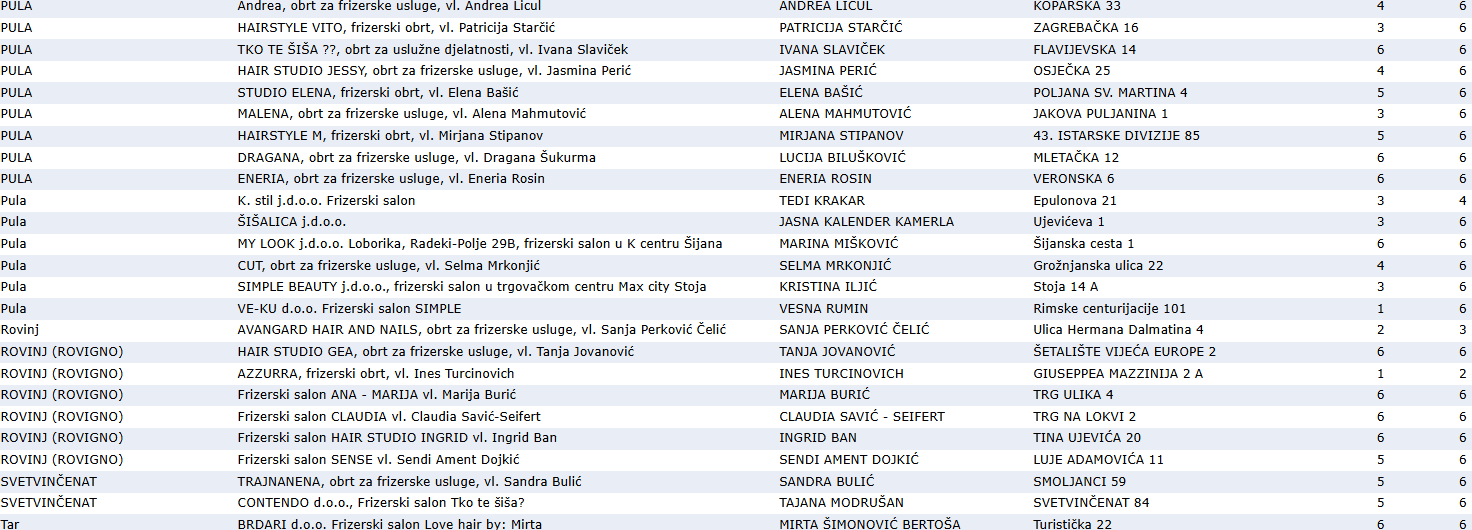 PULA Andrea, obrt za frizerske usluge, vl. Andrea Licul ANDREA LICUL KOPARSKA 33 4 6
PULA HAIRSTYLE VITO, frizerski obrt, vl. Patricija Starčić PATRICIJA STARČIĆ ZAGREBAČKA 16 3 6
PULA TKO TE ŠIŠA ??, obrt za uslužne djelatnosti, vl. Ivana Slaviček IVANA SLAVIČEK FLAVIJEVSKA 14 6 6
PULA HAIR STUDIO JESSY, obrt za frizerske usluge, vl. Jasmina Perić JASMINA PERIĆ OSJEČKA 25 4 6
PULA STUDIO ELENA, frizerski obrt, vl. Elena Bašić ELENA BAŠIĆ POLJANA SV. MARTINA 4 5 6
PULA MALENA, obrt za frizerske usluge, vl. Alena Mahmutović ALENA MAHMUTOVIĆ JAKOVA PULJANINA 1 3 6
PULA HAIRSTYLE M, frizerski obrt, vl. Mirjana Stipanov MIRJANA STIPANOV 43. ISTARSKE DIVIZIJE 85 5 6
PULA DRAGANA, obrt za frizerske usluge, vl. Dragana Šukurma LUCIJA BILUŠKOVIĆ MLETAČKA 12 6 6
PULA ENERIA, obrt za frizerske usluge, vl. Eneria Rosin ENERIA ROSIN VERONSKA 6 6 6
Pula K. stil j.d.o.o. Frizerski salon TEDI KRAKAR Epulonova 21 3 4
Pula ŠIŠALICA j.d.o.o. JASNA KALENDER KAMERLA Ujevićeva 1 3 6
Pula MY LOOK j.d.o.o. Loborika, Radeki-Polje 29B, frizerski salon u K centru Šijana MARINA MIŠKOVIĆ Šijanska cesta 1 6 6
Pula CUT, obrt za frizerske usluge, vl. Selma Mrkonjić SELMA MRKONJIĆ Grožnjanska ulica 22 4 6
Pula SIMPLE BEAUTY j.d.o.o., frizerski salon u trgovačkom centru Max city Stoja KRISTINA ILJIĆ Stoja 14 A 3 6
Pula VE-KU d.o.o. Frizerski salon SIMPLE VESNA RUMIN Rimske centurijacije 101 1 6
Rovinj AVANGARD HAIR AND NAILS, obrt za frizerske usluge, vl. Sanja Perković Čelić SANJA PERKOVIĆ ČELIĆ Ulica Hermana Dalmatina 4 2 3
ROVINJ (ROVIGNO) HAIR STUDIO GEA, obrt za frizerske usluge, vl. Tanja Jovanović TANJA JOVANOVIĆ ŠETALIŠTE VIJEĆA EUROPE 2 6 6
ROVINJ (ROVIGNO) AZZURRA, frizerski obrt, vl. Ines Turcinovich INES TURCINOVICH GIUSEPPEA MAZZINIJA 2 A 1 2
ROVINJ (ROVIGNO) Frizerski salon ANA - MARIJA vl. Marija Burić MARIJA BURIĆ TRG ULIKA 4 6 6
ROVINJ (ROVIGNO) Frizerski salon CLAUDIA vl. Claudia Savić-Seifert CLAUDIA SAVIĆ - SEIFERT TRG NA LOKVI 2 6 6
ROVINJ (ROVIGNO) Frizerski salon HAIR STUDIO INGRID vl. Ingrid Ban INGRID BAN TINA UJEVIĆA 20 6 6
ROVINJ (ROVIGNO) Frizerski salon SENSE vl. Sendi Ament Dojkić SENDI AMENT DOJKIĆ LUJE ADAMOVIĆA 11 5 6
SVETVINČENAT TRAJNANENA, obrt za frizerske usluge, vl. Sandra Bulić SANDRA BULIĆ SMOLJANCI 59 5 6
SVETVINČENAT CONTENDO d.o.o., Frizerski salon Tko te šiša? TAJANA MODRUŠAN SVETVINČENAT 84 5 6
Tar BRDARI d.o.o. Frizerski salon Love hair by: Mirta MIRTA ŠIMONOVIĆ BERTOŠA Turistička 22 6 6